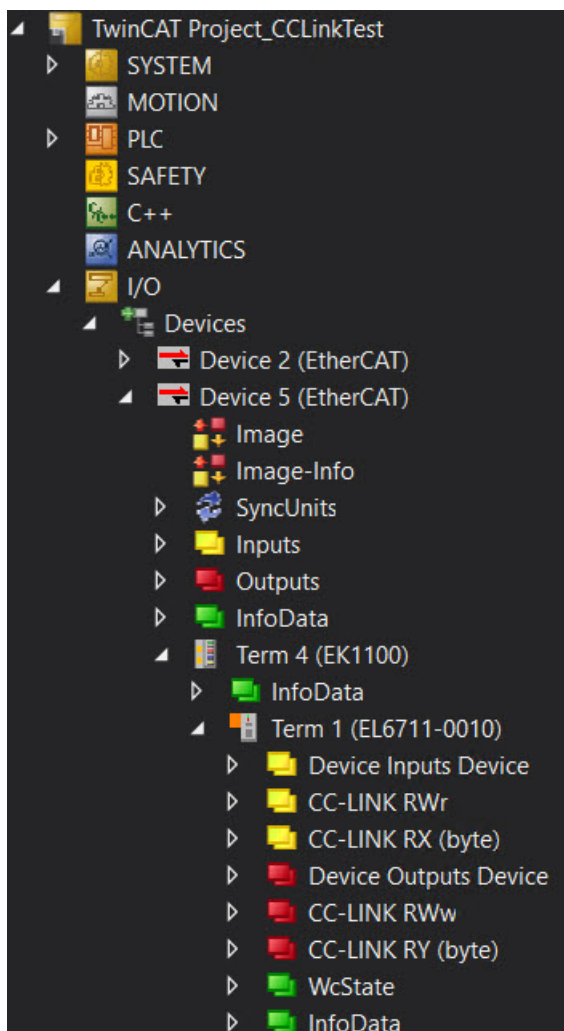 TwinCAT Project_CCLinkTest
SYSTEM
MOTION
PLC
SAFETY
C++
ANALYTICS
I/O
Devices
Device 2 (EtherCAT)
Device 5 (EtherCAT)
Image
Image-Info
SyncUnits
Inputs
Outputs
InfoData
Term 4 (EK1100)
InfoData
Term 1 (EL6711-0010)
Device Inputs Device
CC-LINK RWr
CC-LINK RX (byte)
Device Outputs Device
CC-LINK RWw
CC-LINK RY (byte)
WcState
InfoData